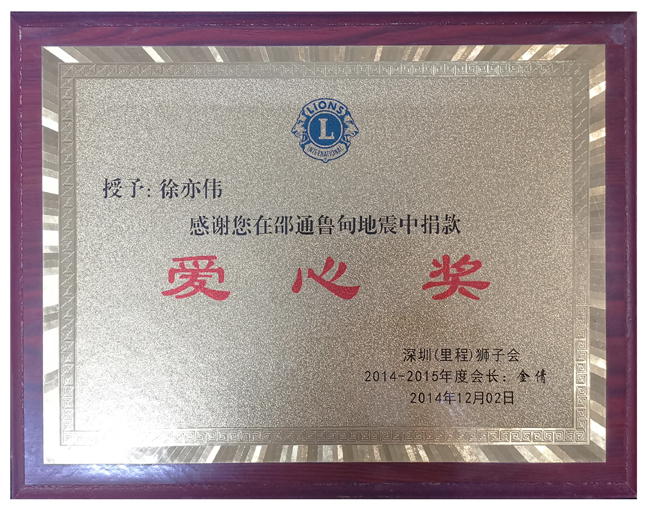 LIONS
L
INTERNATIONAL
授予: 徐亦伟
感谢您在邵通鲁甸地震中捐款
爱心奖
深圳(里程)狮子会
2014-2015年度会长: 金倩
2014年12月02日